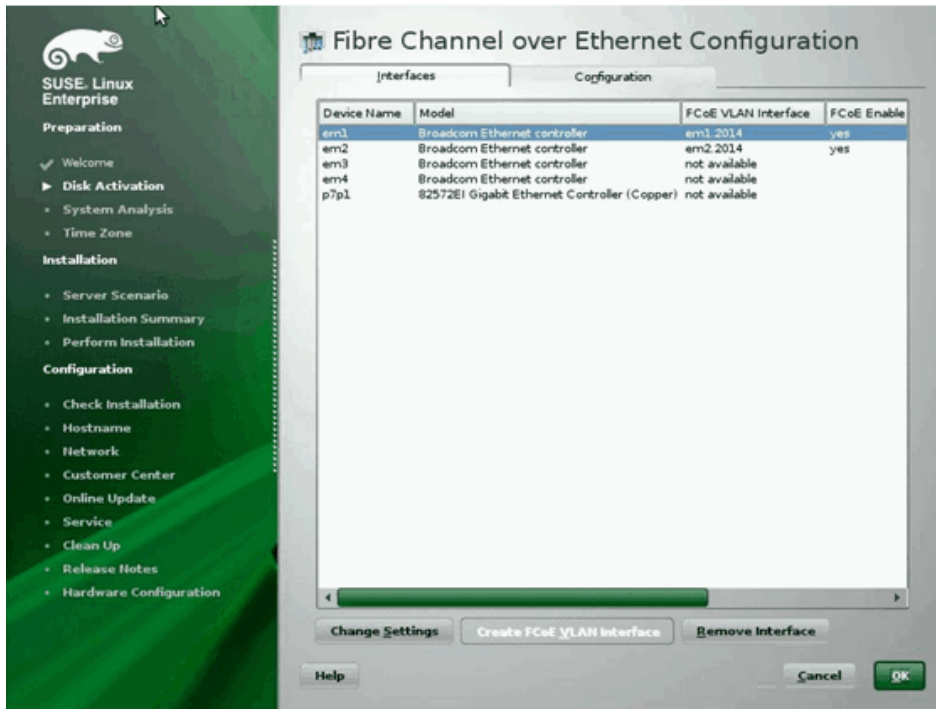 SUSE Linux
Enterprise
Preparation
Welcome
Disk Activation
System Analysis
Time Zone
Installation
Server Scenario
Installation Summary
Perform Installation
Configuration
Check Installation
Hostname
Network
Customer Center
Online Update
Service
Clean Up
Release Notes
Hardware Configuration
Fibre Channel over Ethernet Configuration
Interfaces Configuration
Device Name Model FCoE VLAN Interface FCoE Enable
em1 Broadcom Ethernet controller em1.2014 yes
em2 Broadcom Ethernet controller em2.2014 yes
em3 Broadcom Ethernet controller not available
em4 Broadcom Ethernet controller not available
p7p1 82572EI Gigabit Ethernet Controller (Copper) not available
Change Settings Create FCoE VLAN Interface Remove Interface
Help Cancel OK